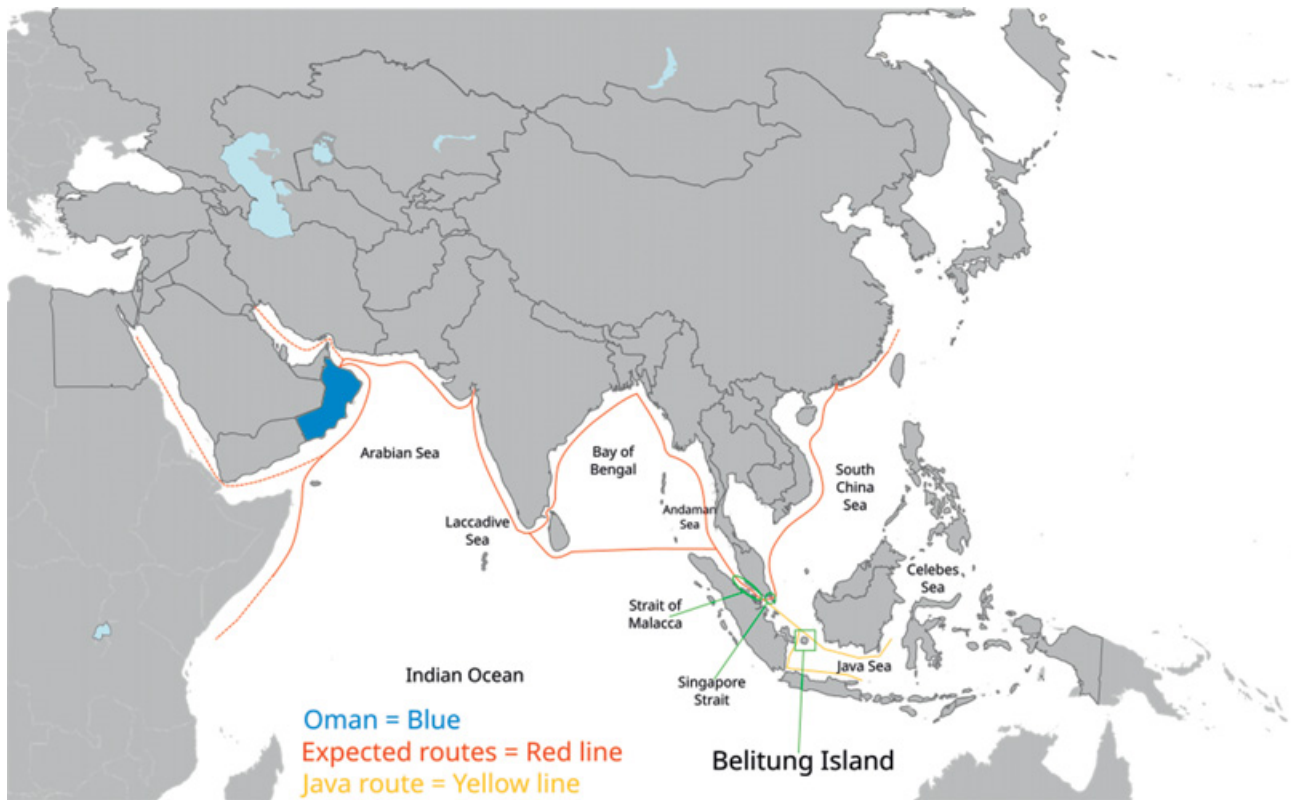 Arabian Sea
Bay of
Bengal
South
China
Sea
Laccadive
Sea
Andaman
Sea
Celebes
Sea
Strait of
Malacca
Java Sea
Indian Ocean
Singapore
Strait
Oman = Blue
Expected routes = Red line
Java route = Yellow line
Belitung Island